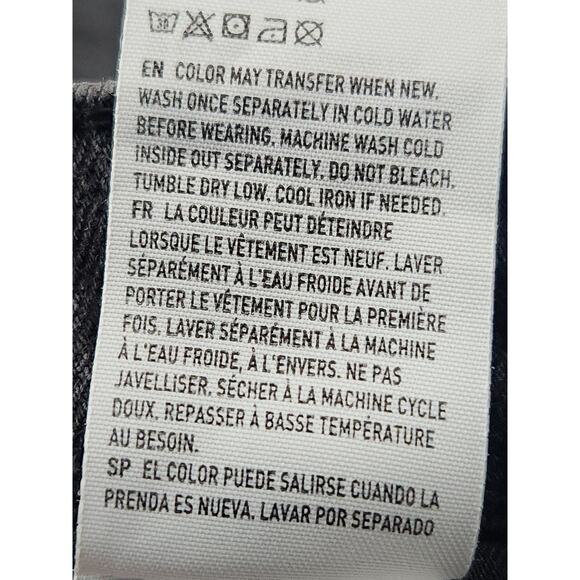 30
EN COLOR MAY TRANSFER WHEN NEW.
WASH ONCE SEPARATELY IN COLD WATER
BEFORE WEARING. MACHINE WASH COLD
INSIDE OUT SEPARATELY. DO NOT BLEACH.
TUMBLE DRY LOW. COOL IRON IF NEEDED.
FR LA COULEUR PEUT DÉTEINDRE
LORSQUE LE VÊTEMENT EST NEUF. LAVER
SÉPARÉMENT À L'EAU FROIDE AVANT DE
PORTER LE VÉTEMENT POUR LA PREMIÈRE
FOIS. LAVER SÉPARÉMENT À LA MACHINE
À L'EAU FROIDE, À L'ENVERS. NE PAS
JAVELLISER. SÉCHER À LA MACHINE CYCLE
DOUX. REPASSER À BASSE TEMPÉRATURE
AU BESOIN.
SP EL COLOR PUEDE SALIRSE CUANDO LA
PRENDA ES NUEVA. LAVAR POR SEPARADO